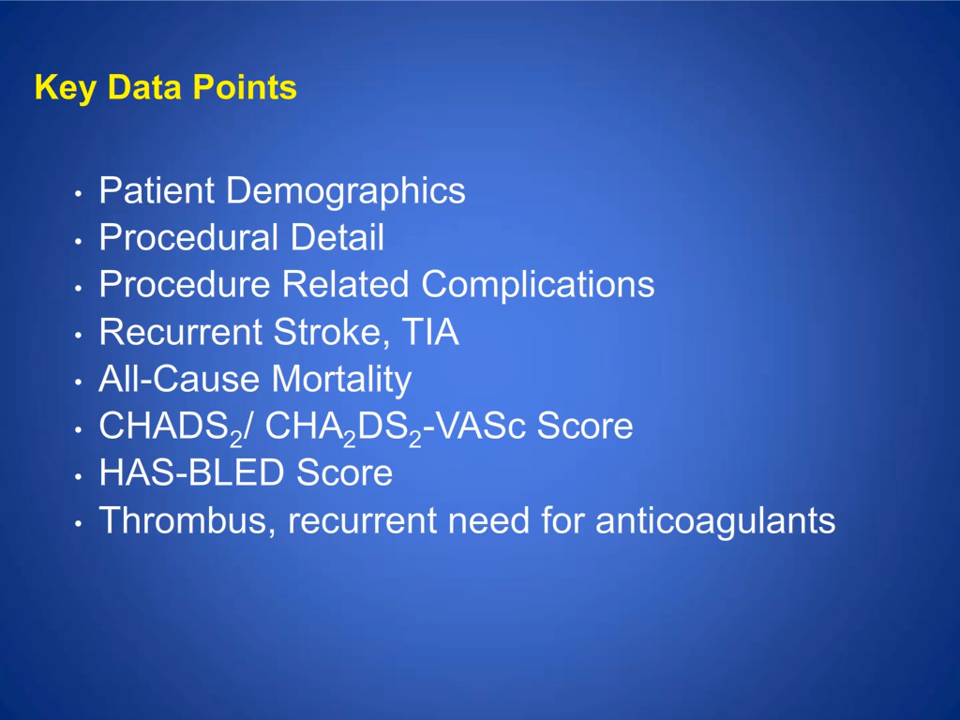 Key Data Points
• Patient Demographics
• Procedural Detail
• Procedure Related Complications
• Recurrent Stroke, TIA
• All-Cause Mortality
• CHADS₂/ CHA₂DS₂-VASc Score
• HAS-BLED Score
• Thrombus, recurrent need for anticoagulants